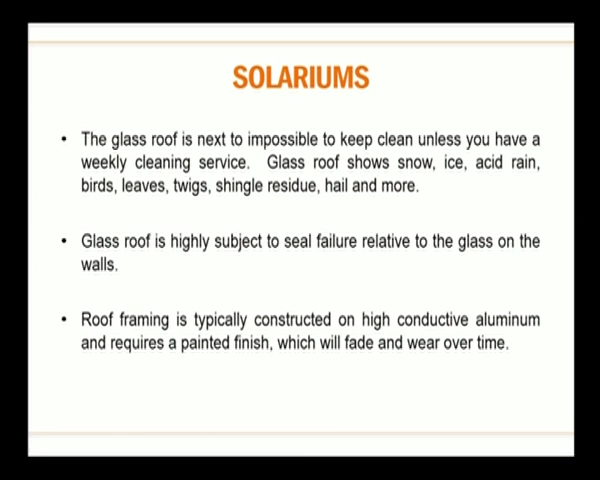 SOLARIUMS
• The glass roof is next to impossible to keep clean unless you have a
weekly cleaning service. Glass roof shows snow, ice, acid rain,
birds, leaves, twigs, shingle residue, hail and more.
• Glass roof is highly subject to seal failure relative to the glass on the
walls.
• Roof framing is typically constructed on high conductive aluminum
and requires a painted finish, which will fade and wear over time.